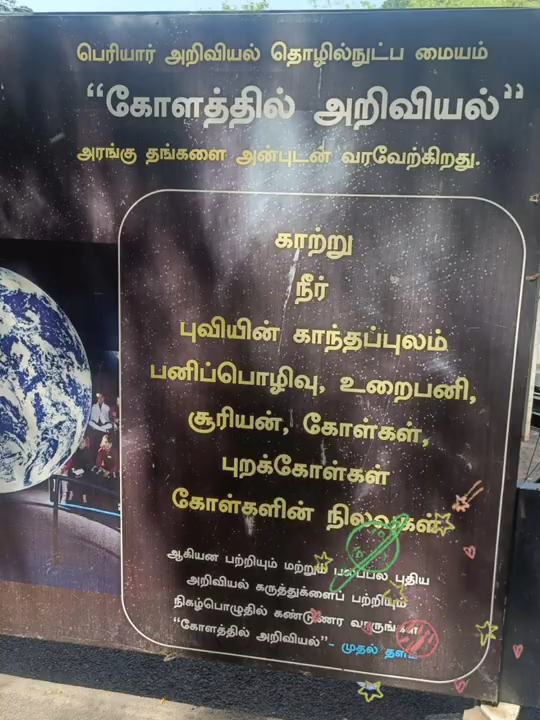 பெரியார் அறிவியல் தொழில்நுட்ப மையம்
“கோளத்தில் அறிவியல்”
அரங்கு தங்களை அன்புடன் வரவேற்கிறது.
காற்று
நீர்
புவியின் காந்தப்புலம்
பனிப்பொழிவு, உறைபனி,
சூரியன், கோள்கள்,
புறக்கோள்கள்
கோள்களின் நிலவுகள்
ஆகியன பற்றியும் மற்றும் பலப்பல புதிய
அறிவியல் கருத்துக்களைப் பற்றியும்
நிகழ்பொழுதில் கண்டுணர வாருங்கள்
“கோளத்தில் அறிவியல்” - முதல் தளம்